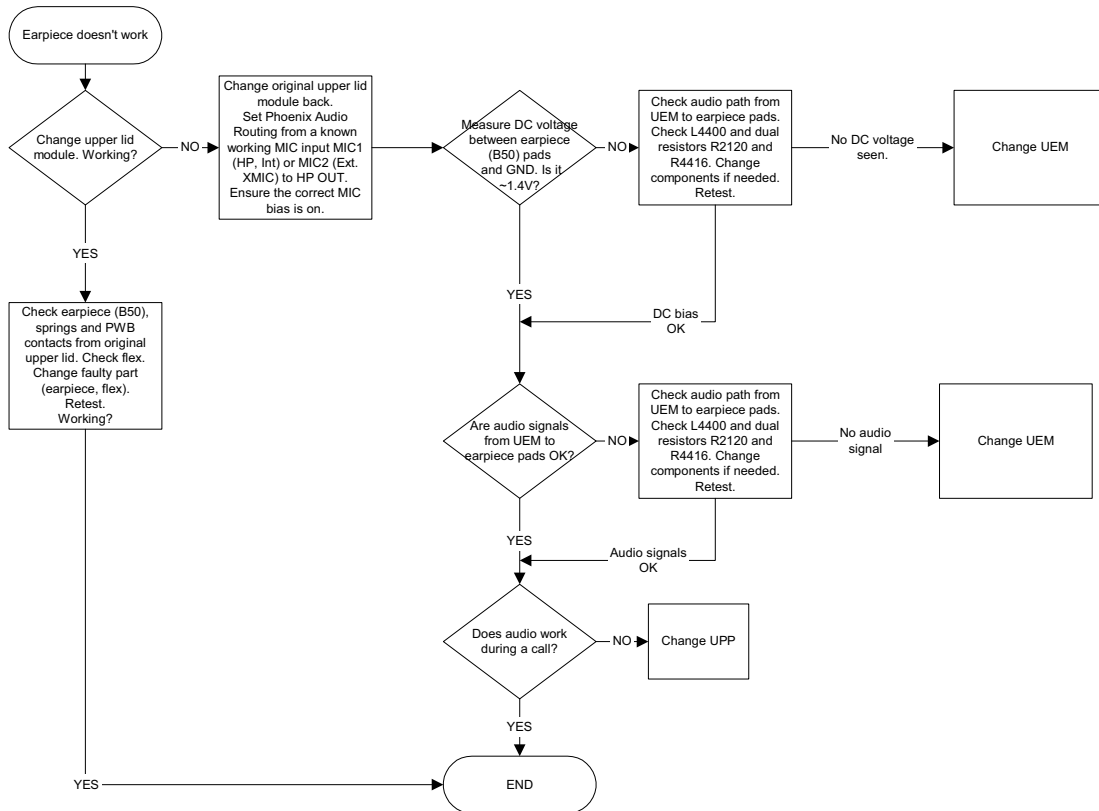 Earpiece doesn't work
Change upper lid
module. Working?
NO
Change original upper lid
module back.
Set Phoenix Audio
Routing from a known
working MIC input MIC1
(HP, Int) or MIC2 (Ext.
XMIC) to HP OUT.
Ensure the correct MIC
bias is on.
Measure DC voltage
between earpiece
(B50) pads
and GND. Is it
~1.4V?
NO
Check audio path from
UEM to earpiece pads.
Check L4400 and dual
resistors R2120 and
R4416. Change
components if needed.
Retest.
No DC voltage
seen.
Change UEM
YES
Check earpiece (B50),
springs and PWB
contacts from original
upper lid. Check flex.
Change faulty part
(earpiece, flex).
Retest.
Working?
YES
DC bias
OK
Are audio signals
from UEM to
earpiece pads OK?
NO
Check audio path from
UEM to earpiece pads.
Check L4400 and dual
resistors R2120 and
R4416. Change
components if needed.
Retest.
No audio
signal
Change UEM
YES
Audio signals
OK
Does audio work
during a call?
NO
Change UPP
YES
YES
END